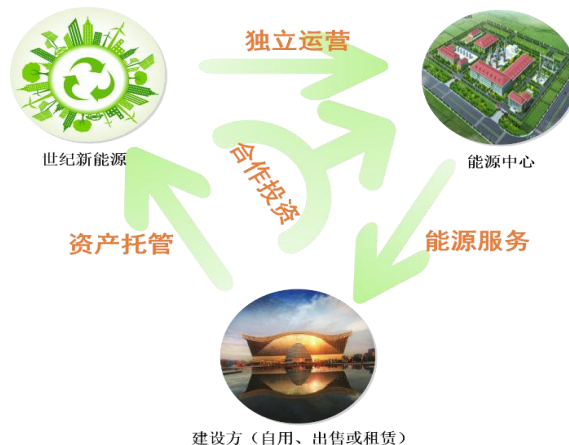 独立运营
世纪新能源
能源中心
合作投资
资产托管
能源服务
建设方（自用、出售或租赁）